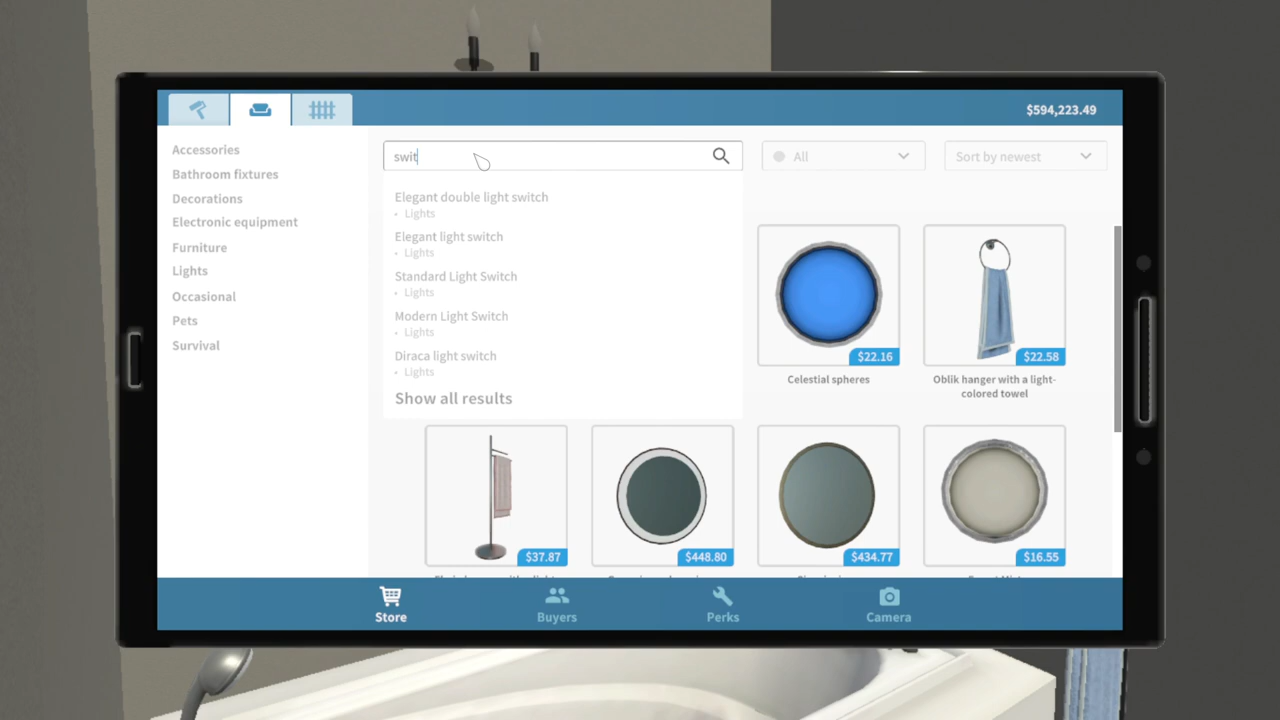 $594,223.49
Accessories
Bathroom fixtures
Decorations
Electronic equipment
Furniture
Lights
Occasional
Pets
Survival
swit
All
Sort by newest
Elegant double light switch
• Lights
Elegant light switch
• Lights
Standard Light Switch
• Lights
Modern Light Switch
• Lights
Diraca light switch
• Lights
Show all results
$22.16
Celestial spheres
$22.58
Oblik hanger with a light-
colored towel
$37.87
$448.80
$434.77
$16.55
Store
Buyers
Perks
Camera